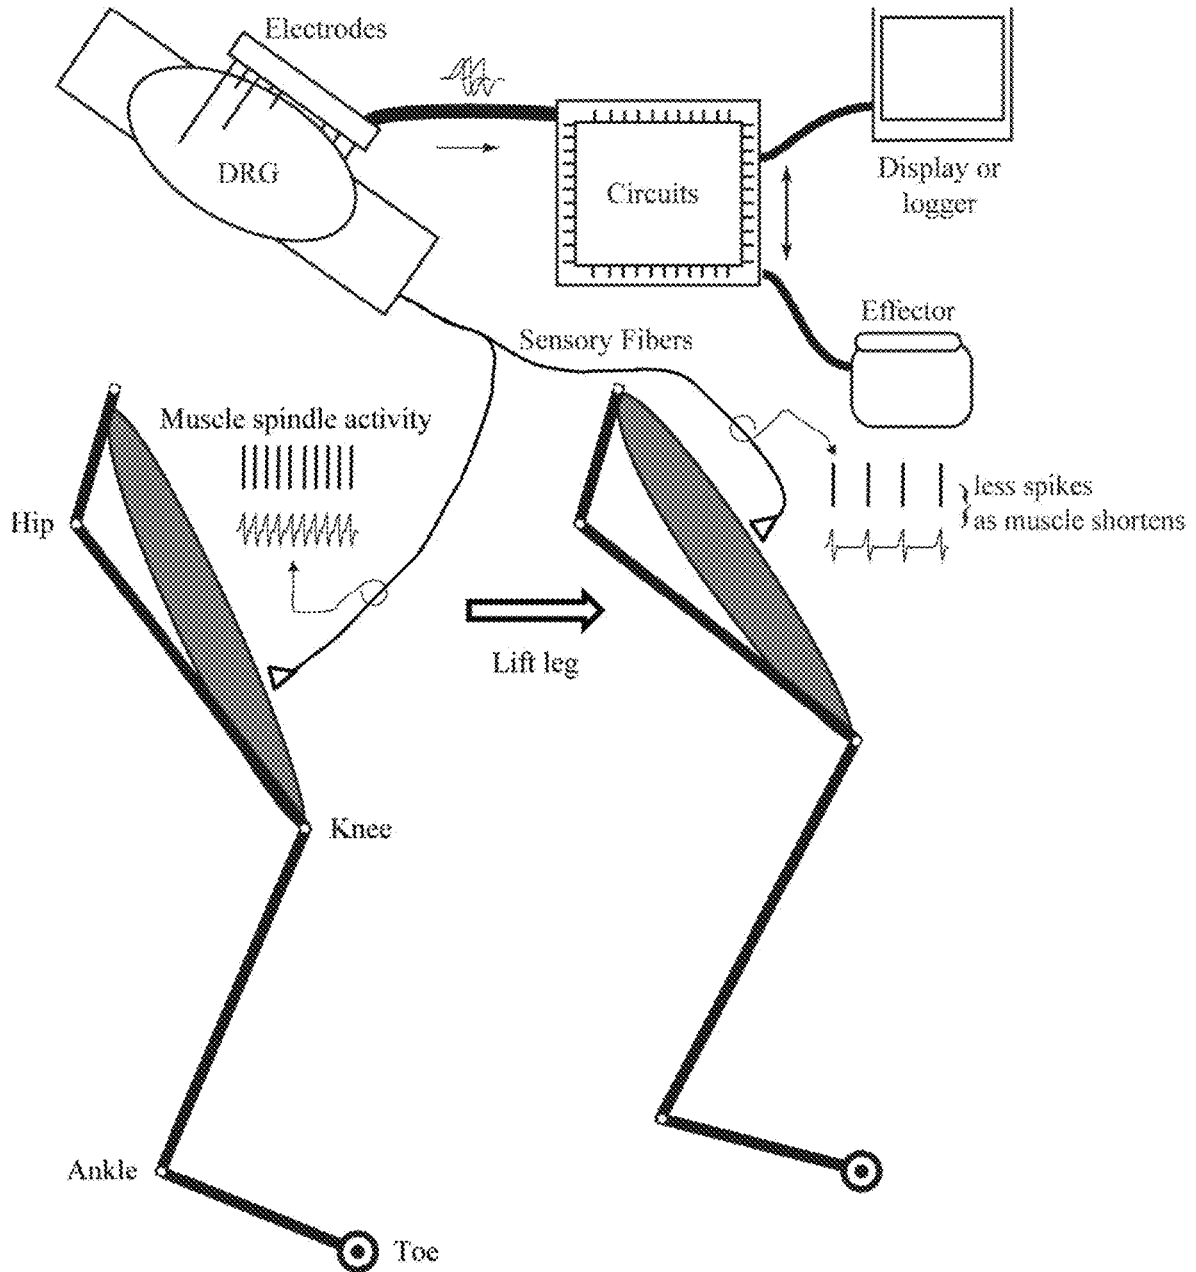 Electrodes
DRG
Circuits
Display or
logger
Effector
Sensory Fibers
Muscle spindle activity
less spikes
as muscle shortens
Hip
Lift leg
Knee
Ankle
Toe